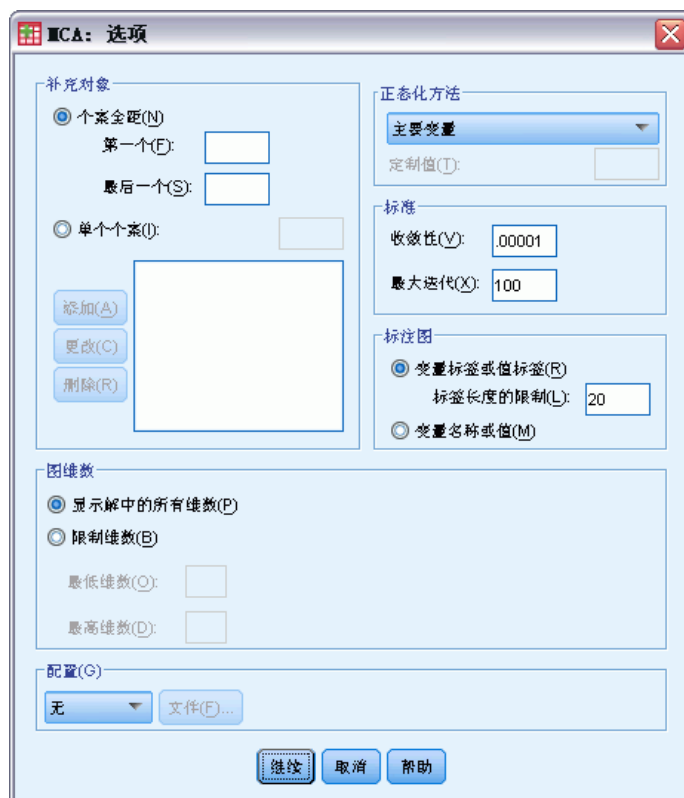 MCA: 选项
补充对象
个案全距(N)
第一个(F):
最后一个(S):
单个个案(I):
添加(A)
更改(C)
删除(R)
正态化方法
主要变量
定制值(T):
标准
收敛性(V): .00001
最大迭代(X): 100
标注图
变量标签或值标签(R)
标签长度的限制(L): 20
变量名称或值(M)
图维数
显示解中的所有维数(P)
限制维数(B)
最低维数(O):
最高维数(D):
配置(G)
无 文件(F)...
继续 取消 帮助